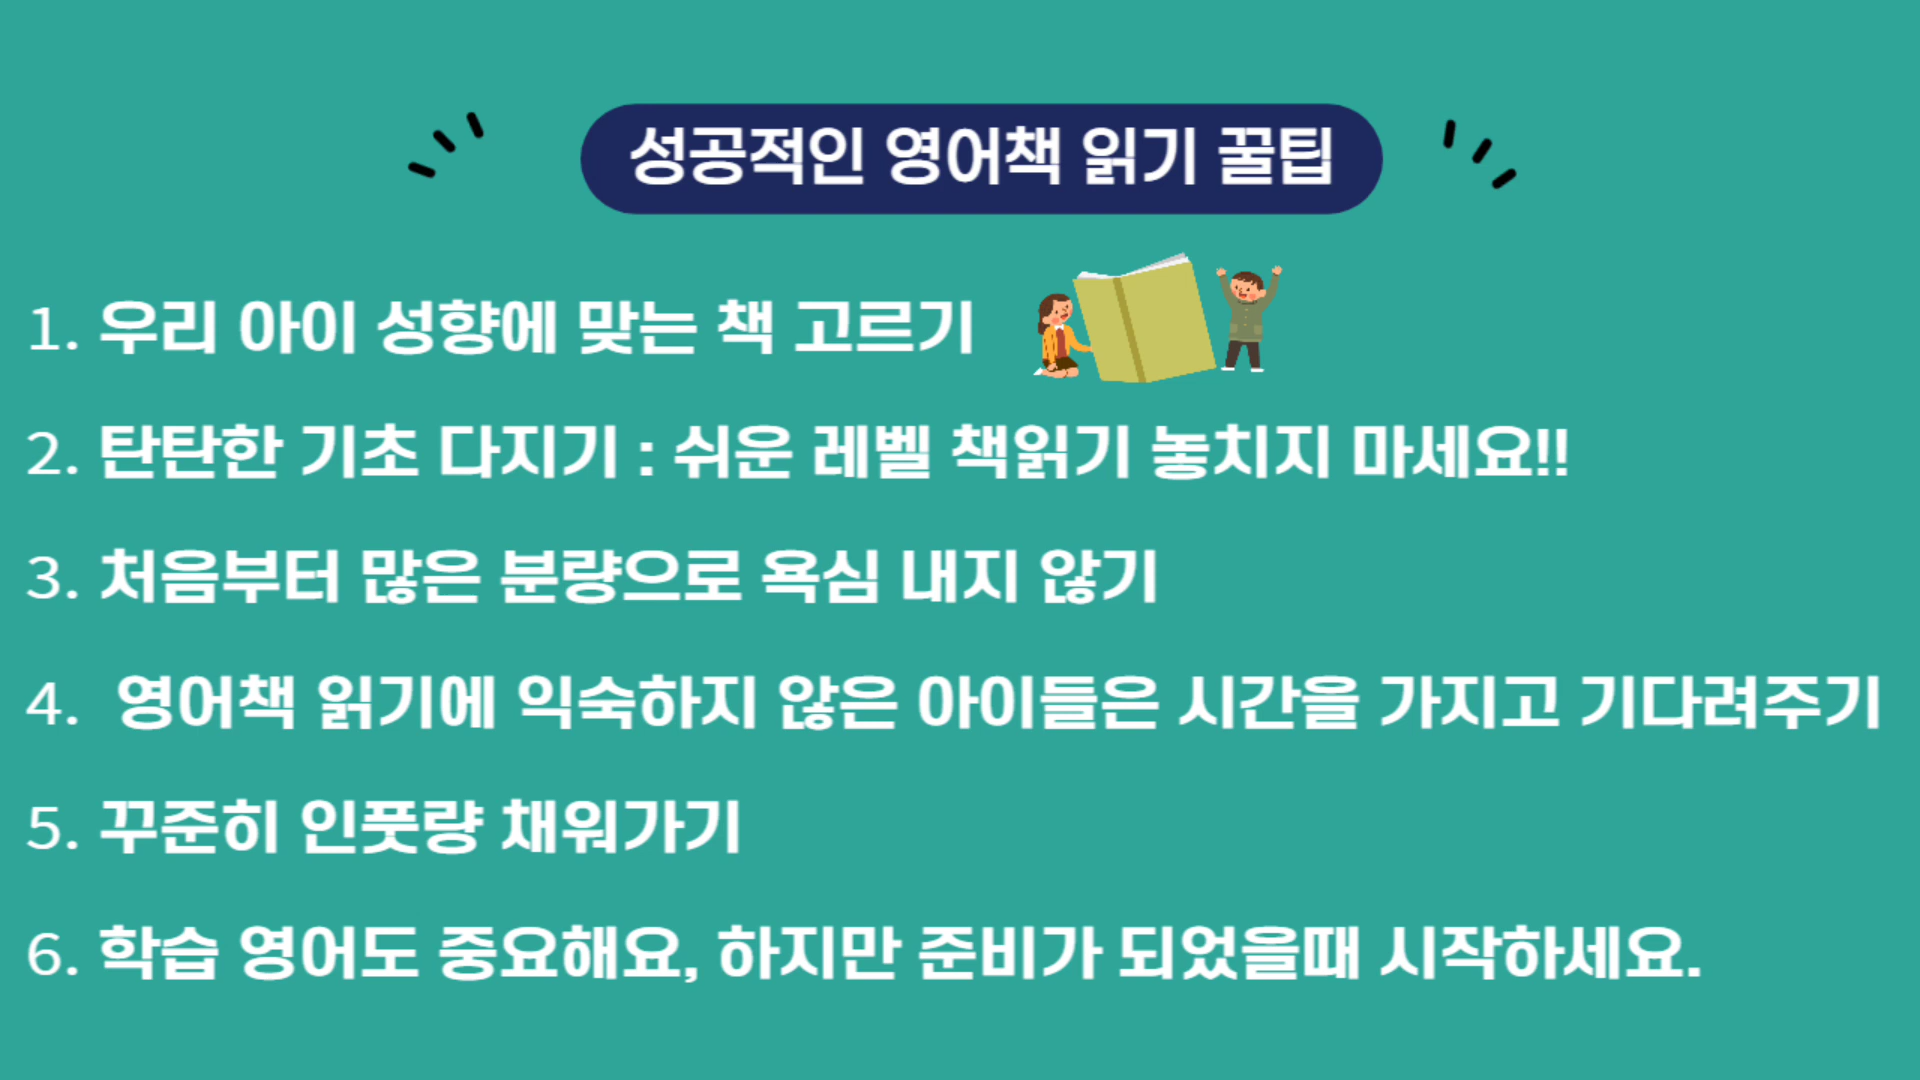 성공적인 영어책 읽기 꿀팁
1. 우리 아이 성향에 맞는 책 고르기
2. 탄탄한 기초 다지기 : 쉬운 레벨 책읽기 놓치지 마세요!!
3. 처음부터 많은 분량으로 욕심 내지 않기
4. 영어책 읽기에 익숙하지 않은 아이들은 시간을 가지고 기다려주기
5. 꾸준히 인풋량 채워가기
6. 학습 영어도 중요해요, 하지만 준비가 되었을때 시작하세요.